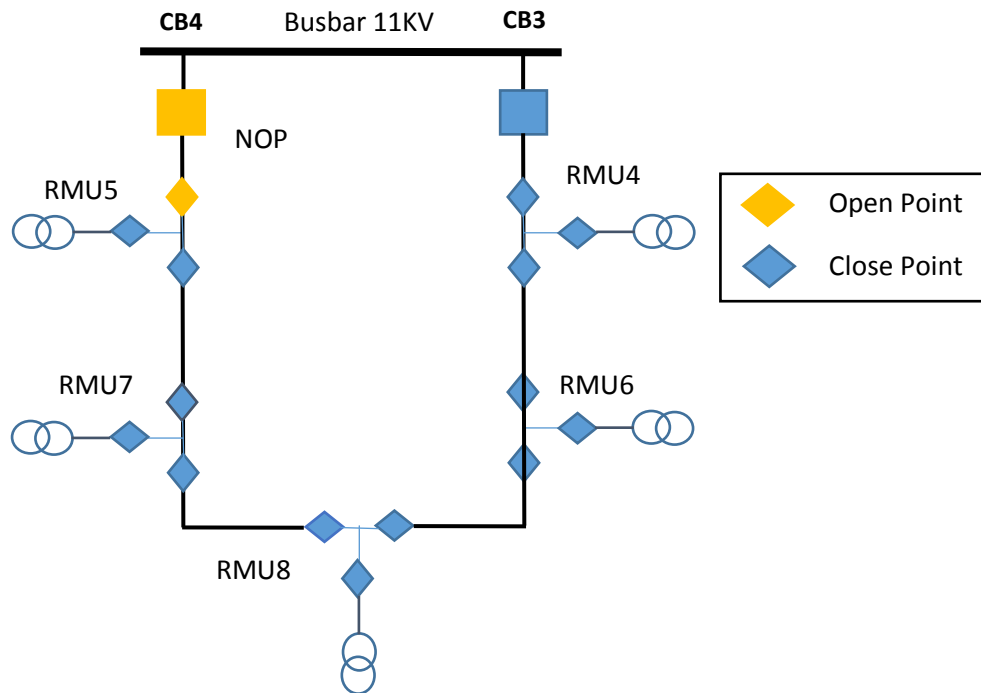 CB4
Busbar 11KV
CB3
NOP
RMU5
RMU4
Open Point
Close Point
RMU7
RMU6
RMU8